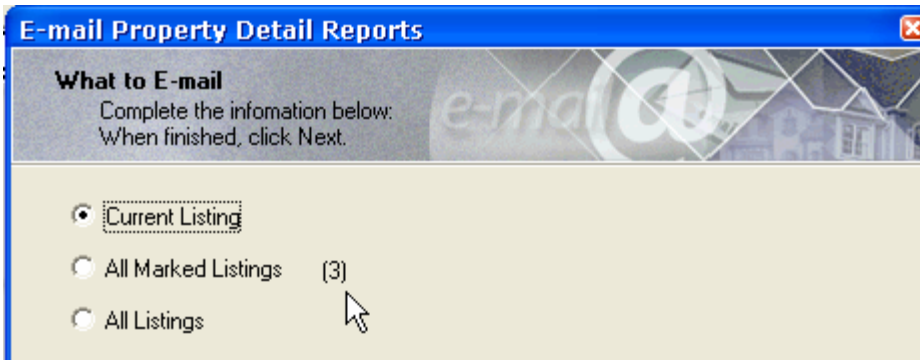 E-mail Property Detail Reports
What to E-mail
Complete the infomation below:
When finished, click Next.
e-mail @
Current Listing
All Marked Listings (3)
All Listings